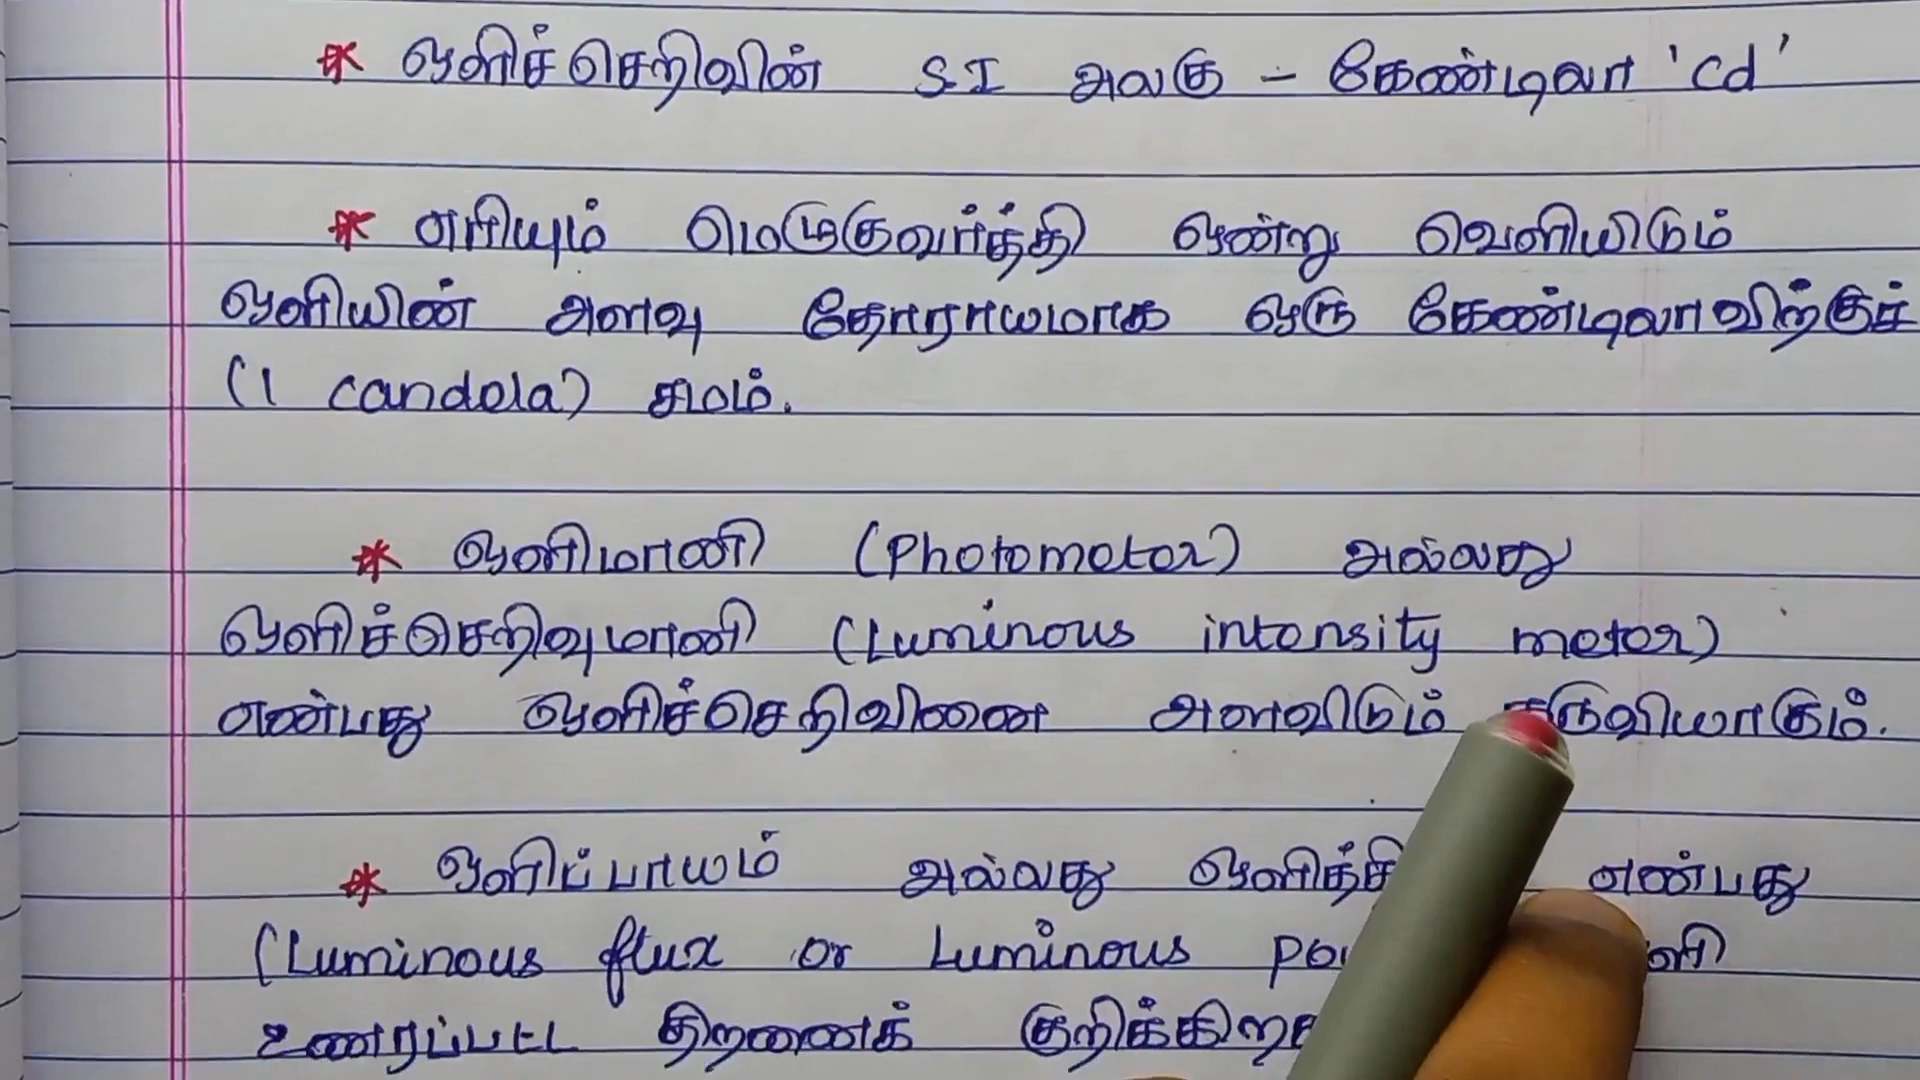 * ஒளிச்செறிவின் SI அலகு - கேண்டிலா 'cd'
* எரியும் மெழுகுவர்த்தி ஒன்று வெளியிடும்
ஒளியின் அளவு தோராயமாக ஒரு கேண்டிலாவிற்குச்
(1 candela) சமம்.
* ஒளிமானி (Photometer) அல்லது
ஒளிச்செறிவுமானி (Luminous intensity meter)
என்பது ஒளிச்செறிவினை அளவிடும் கருவியாகும்.
* ஒளிப்பாயம் அல்லது என்பது
(Luminous flux or Luminous
உணரப்பட்ட திறனைக்